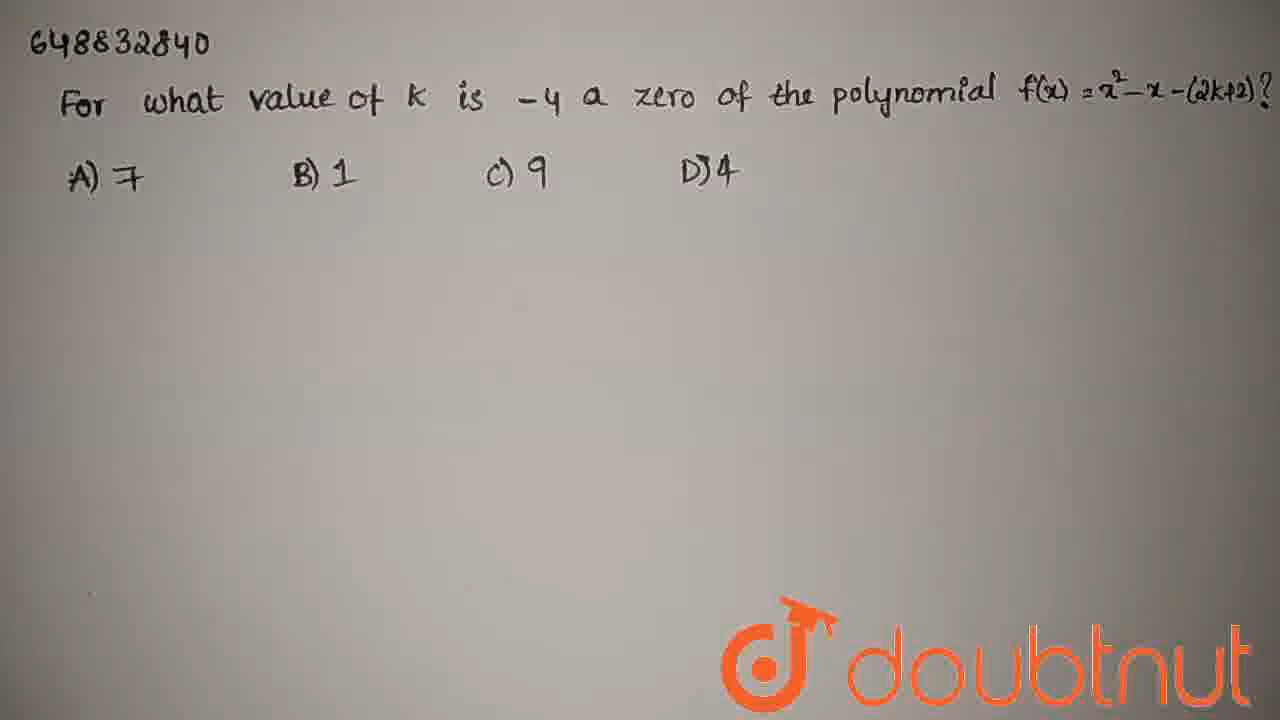 648832840
For what value of k is -4 a zero of the polynomial f(x) = x² - x - (2k+2)?
A) 7 B) 1 C) 9 D) 4
doubtnut